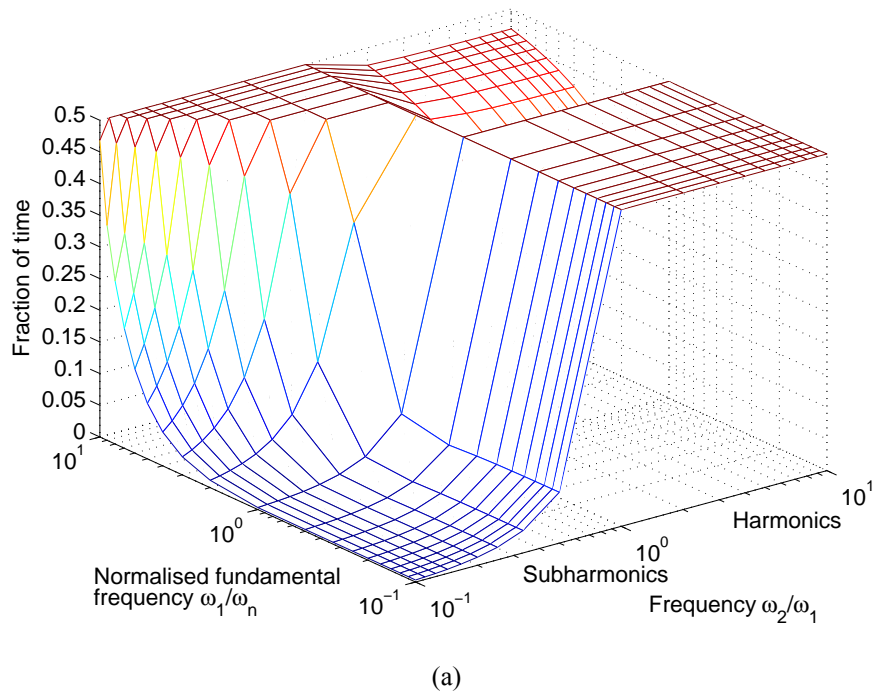 0.5
0.45
0.4
0.35
0.3
0.25
0.2
0.15
0.1
0.05
0
Fraction of time
10¹
10⁰
10⁻¹
Normalised fundamental
frequency ω₁/ωₙ
10⁻¹
10⁰
10¹
Subharmonics
Harmonics
Frequency ω₂/ω₁
(a)